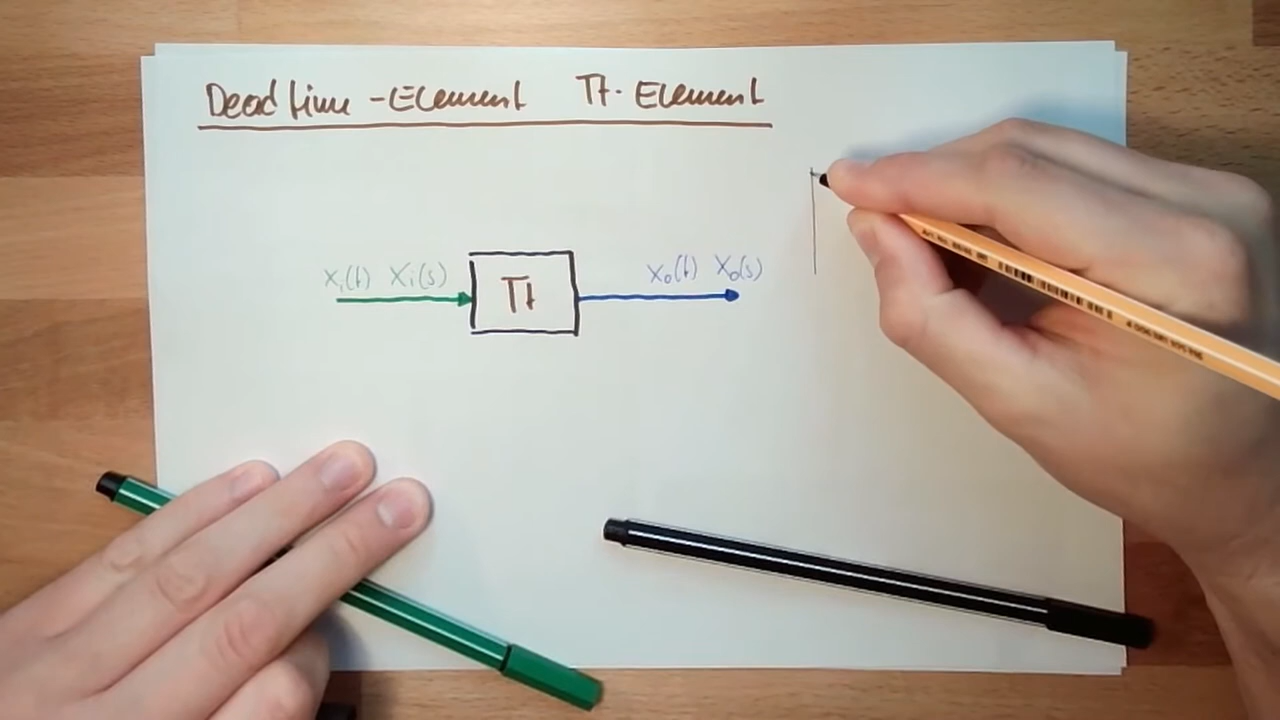 Dead time - Element Tt - Element
Xi(t) Xi(s) Tt Xo(t) Xo(s)